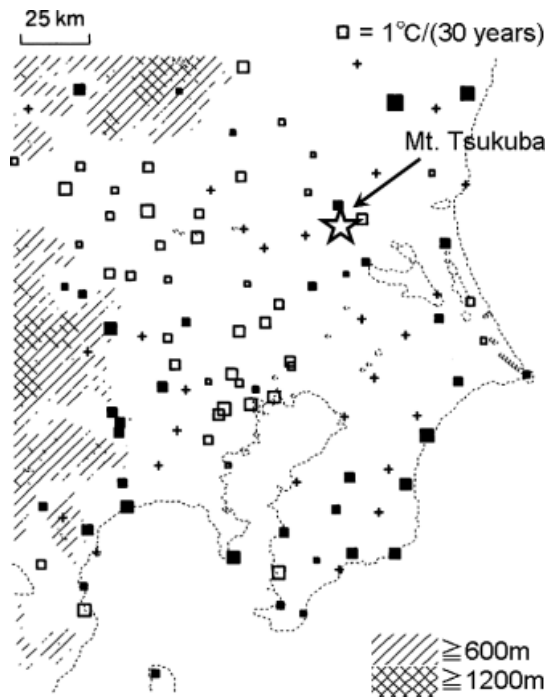 25 km
□ = 1°C/(30 years)
Mt. Tsukuba
≧600m
≧1200m